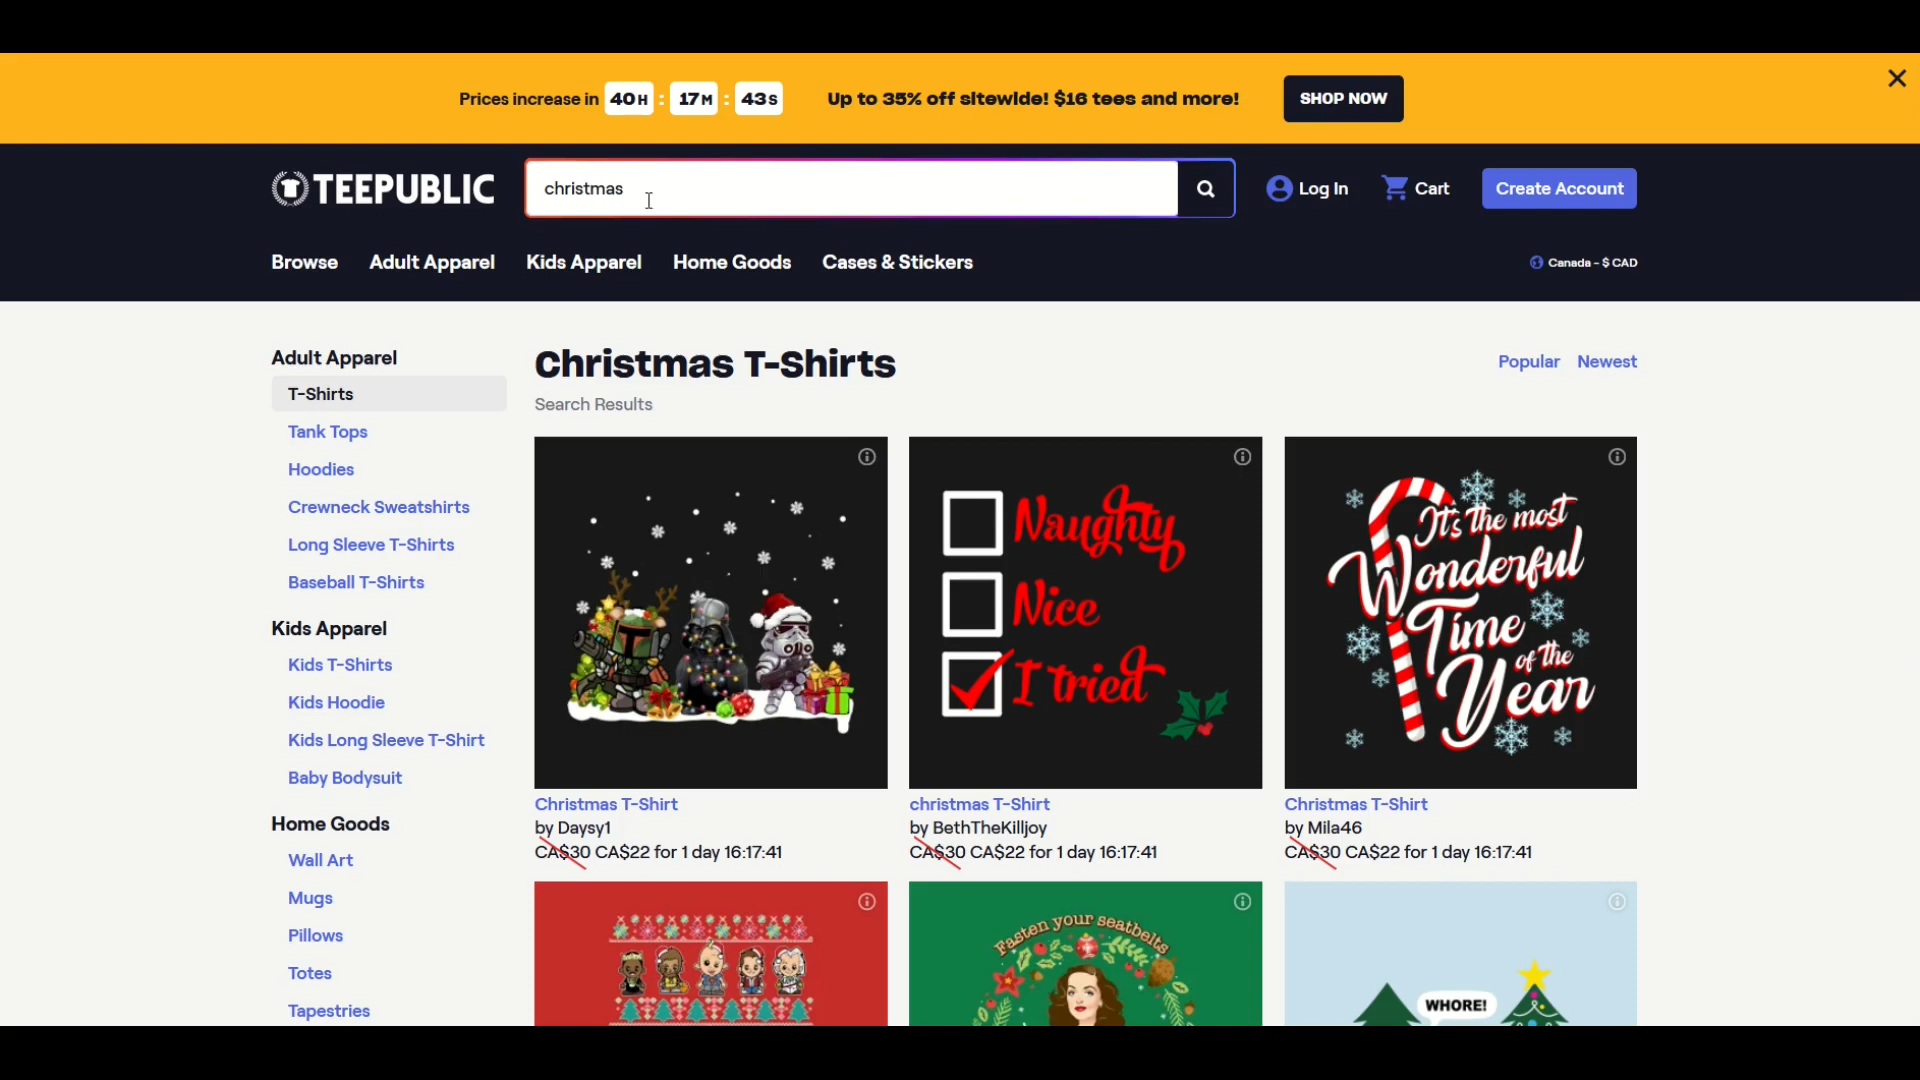 Prices increase in 40H : 17M : 43S Up to 35% off sitewide! $16 tees and more! SHOP NOW
TEEPUBLIC christmas Log In Cart Create Account
Browse Adult Apparel Kids Apparel Home Goods Cases & Stickers Canada - $ CAD
Adult Apparel
T-Shirts
Tank Tops
Hoodies
Crewneck Sweatshirts
Long Sleeve T-Shirts
Baseball T-Shirts
Kids Apparel
Kids T-Shirts
Kids Hoodie
Kids Long Sleeve T-Shirt
Baby Bodysuit
Home Goods
Wall Art
Mugs
Pillows
Totes
Tapestries
Christmas T-Shirts
Search Results
Popular Newest
Naughty
Nice
I tried
It's the most
Wonderful
Time
of the
Year
Christmas T-Shirt
by Daysy1
CA$30 CA$22 for 1 day 16:17:41
christmas T-Shirt
by BethTheKilljoy
CA$30 CA$22 for 1 day 16:17:41
Christmas T-Shirt
by Mila46
CA$30 CA$22 for 1 day 16:17:41
Fasten your seatbelts
WHORE!